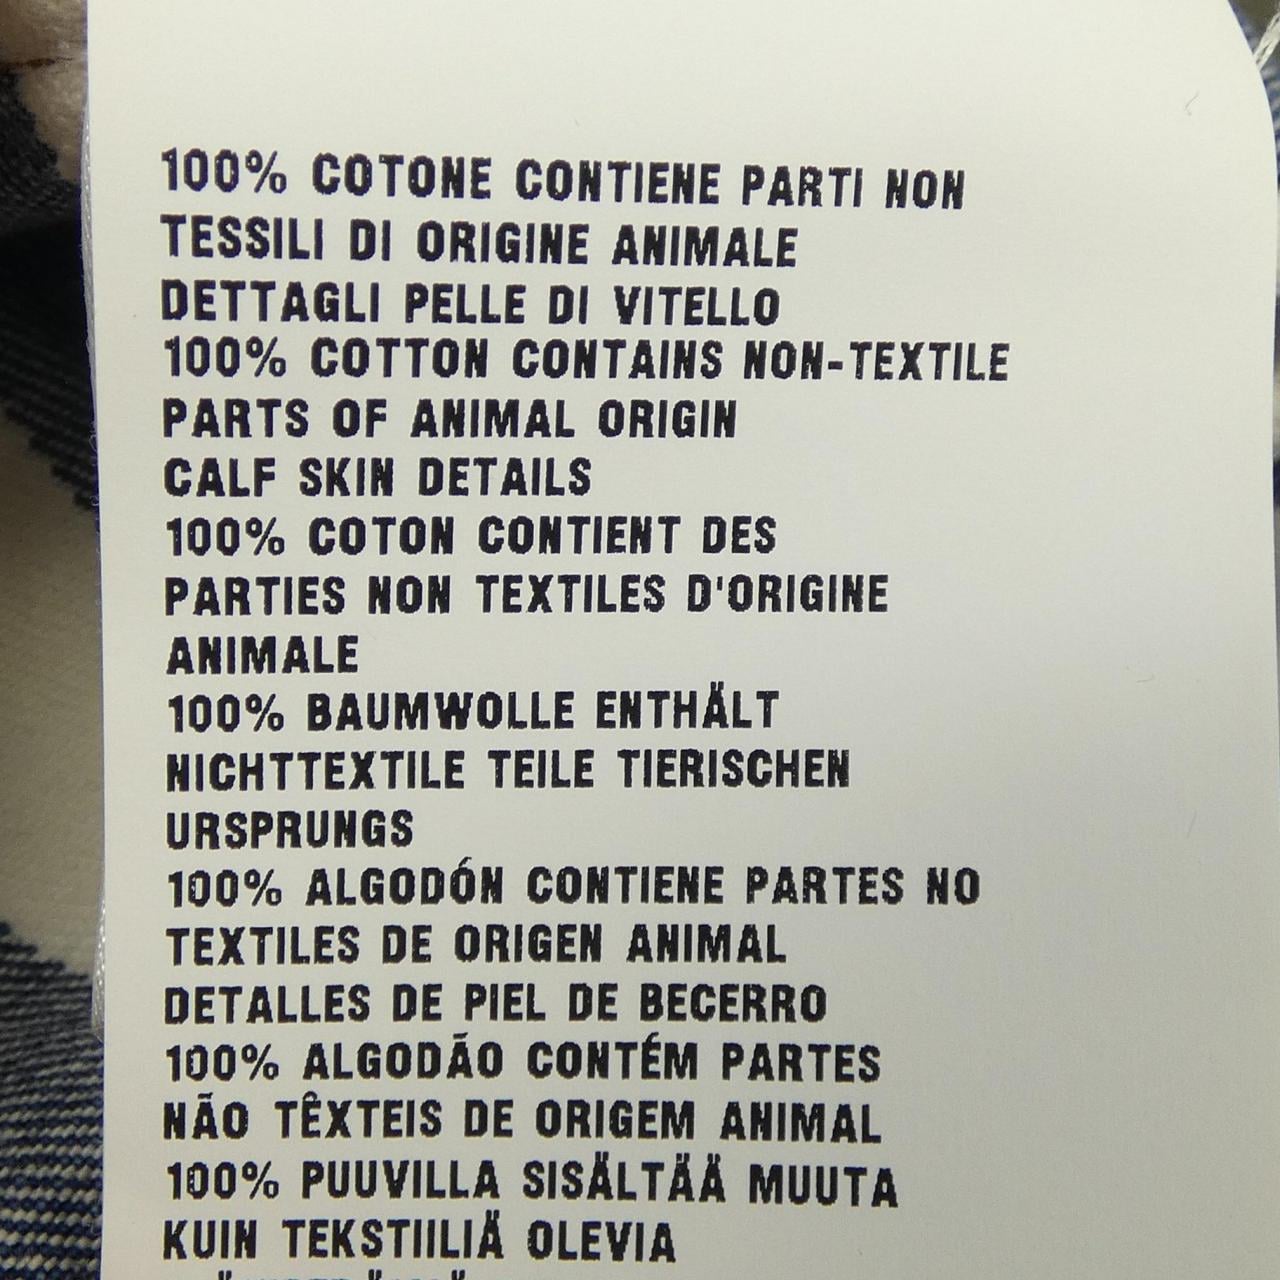 100% COTONE CONTIENE PARTI NON
TESSILI DI ORIGINE ANIMALE
DETTAGLI PELLE DI VITELLO
100% COTTON CONTAINS NON-TEXTILE
PARTS OF ANIMAL ORIGIN
CALF SKIN DETAILS
100% COTON CONTIENT DES
PARTIES NON TEXTILES D'ORIGINE
ANIMALE
100% BAUMWOLLE ENTHÄLT
NICHTTEXTILE TEILE TIERISCHEN
URSPRUNGS
100% ALGODÓN CONTIENE PARTES NO
TEXTILES DE ORIGEN ANIMAL
DETALLES DE PIEL DE BECERRO
100% ALGODÃO CONTÉM PARTES
NÃO TÊXTEIS DE ORIGEM ANIMAL
100% PUUVILLA SISÄLTÄÄ MUUTA
KUIN TEKSTIILIÄ OLEVIA